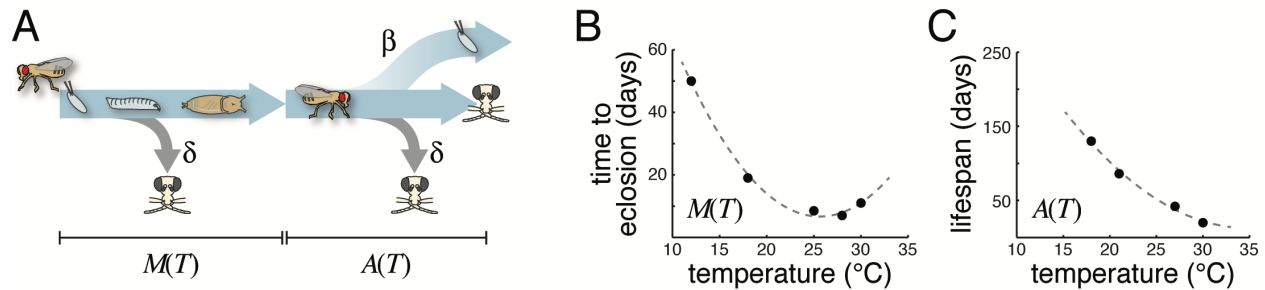 A
β
δ
δ
M(T)
A(T)
B
time to
eclosion (days)
60
40
20
M(T)
10
15
20
25
30
35
temperature (°C)
C
lifespan (days)
250
150
50
A(T)
10
15
20
25
30
35
temperature (°C)